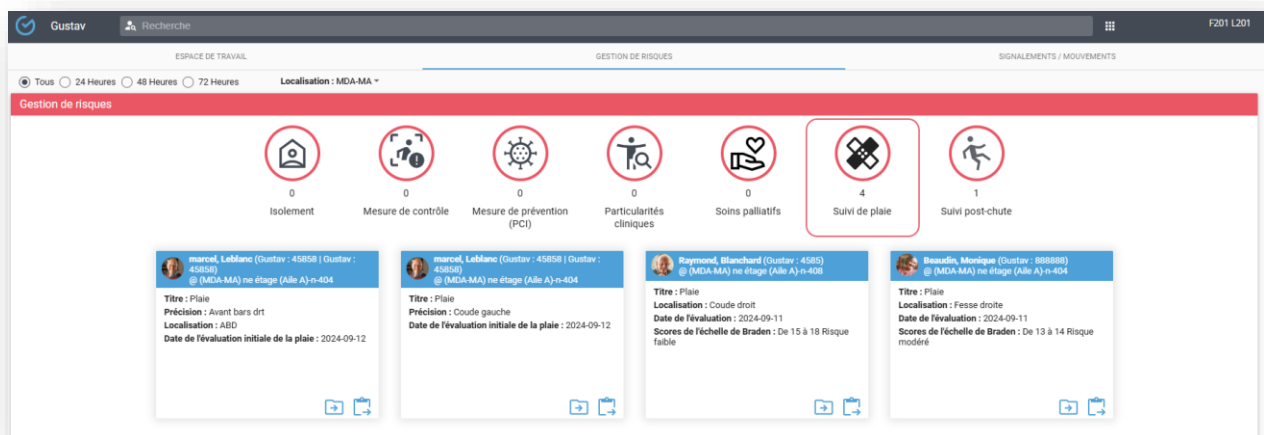 Gustav
Recherche
F201 L201
ESPACE DE TRAVAIL
GESTION DE RISQUES
SIGNALEMENTS / MOUVEMENTS
Tous 24 Heures 48 Heures 72 Heures Localisation : MDA-MA
Gestion de risques
0
Isolement
0
Mesure de contrôle
0
Mesure de prévention
(PCI)
0
Particularités
cliniques
0
Soins palliatifs
4
Suivi de plaie
1
Suivi post-chute
marcel, Leblanc (Gustav : 45858 | Gustav :
45858)
@ (MDA-MA) ne étage (Aile A)-n-404
Titre : Plaie
Précision : Avant bars drt
Localisation : ABD
Date de l'évaluation initiale de la plaie : 2024-09-12
marcel, Leblanc (Gustav : 45858 | Gustav :
45858)
@ (MDA-MA) ne étage (Aile A)-n-404
Titre : Plaie
Précision : Coude gauche
Date de l'évaluation initiale de la plaie : 2024-09-12
Raymond, Blanchard (Gustav : 4585)
@ (MDA-MA) ne étage (Aile A)-n-408
Titre : Plaie
Localisation : Coude droit
Date de l'évaluation : 2024-09-11
Scores de l'échelle de Braden : De 15 à 18 Risque
faible
Beaudin, Monique (Gustav : 888888)
@ (MDA-MA) ne étage (Aile A)-n-404
Titre : Plaie
Localisation : Fesse droite
Date de l'évaluation : 2024-09-11
Scores de l'échelle de Braden : De 13 à 14 Risque
modéré